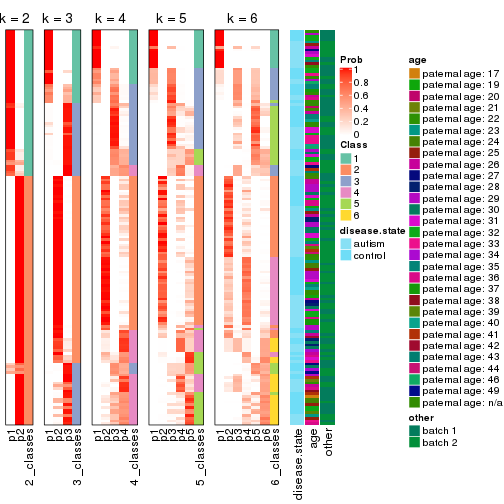 k = 2
k = 3
k = 4
k = 5
k = 6
p1
p2
2_classes
p1
p2
p3
3_classes
p1
p2
p3
p4
4_classes
p1
p2
p3
p4
p5
5_classes
p1
p2
p3
p4
p5
p6
6_classes
disease.state
age
other
Prob
1
0.8
0.6
0.4
0.2
0
Class
1
2
3
4
5
6
disease.state
autism
control
age
paternal age: 17
paternal age: 19
paternal age: 20
paternal age: 21
paternal age: 22
paternal age: 23
paternal age: 24
paternal age: 25
paternal age: 26
paternal age: 27
paternal age: 28
paternal age: 29
paternal age: 30
paternal age: 31
paternal age: 32
paternal age: 33
paternal age: 34
paternal age: 35
paternal age: 36
paternal age: 37
paternal age: 38
paternal age: 39
paternal age: 40
paternal age: 41
paternal age: 42
paternal age: 43
paternal age: 44
paternal age: 46
paternal age: 49
paternal age: n/a
other
batch 1
batch 2